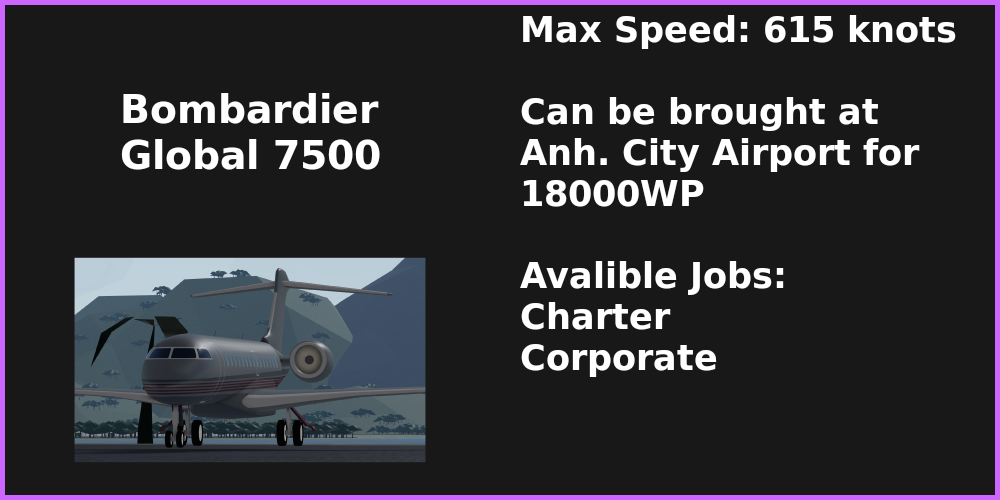 Bombardier
Global 7500
Max Speed: 615 knots
Can be brought at
Anh. City Airport for
18000WP
Avalible Jobs:
Charter
Corporate